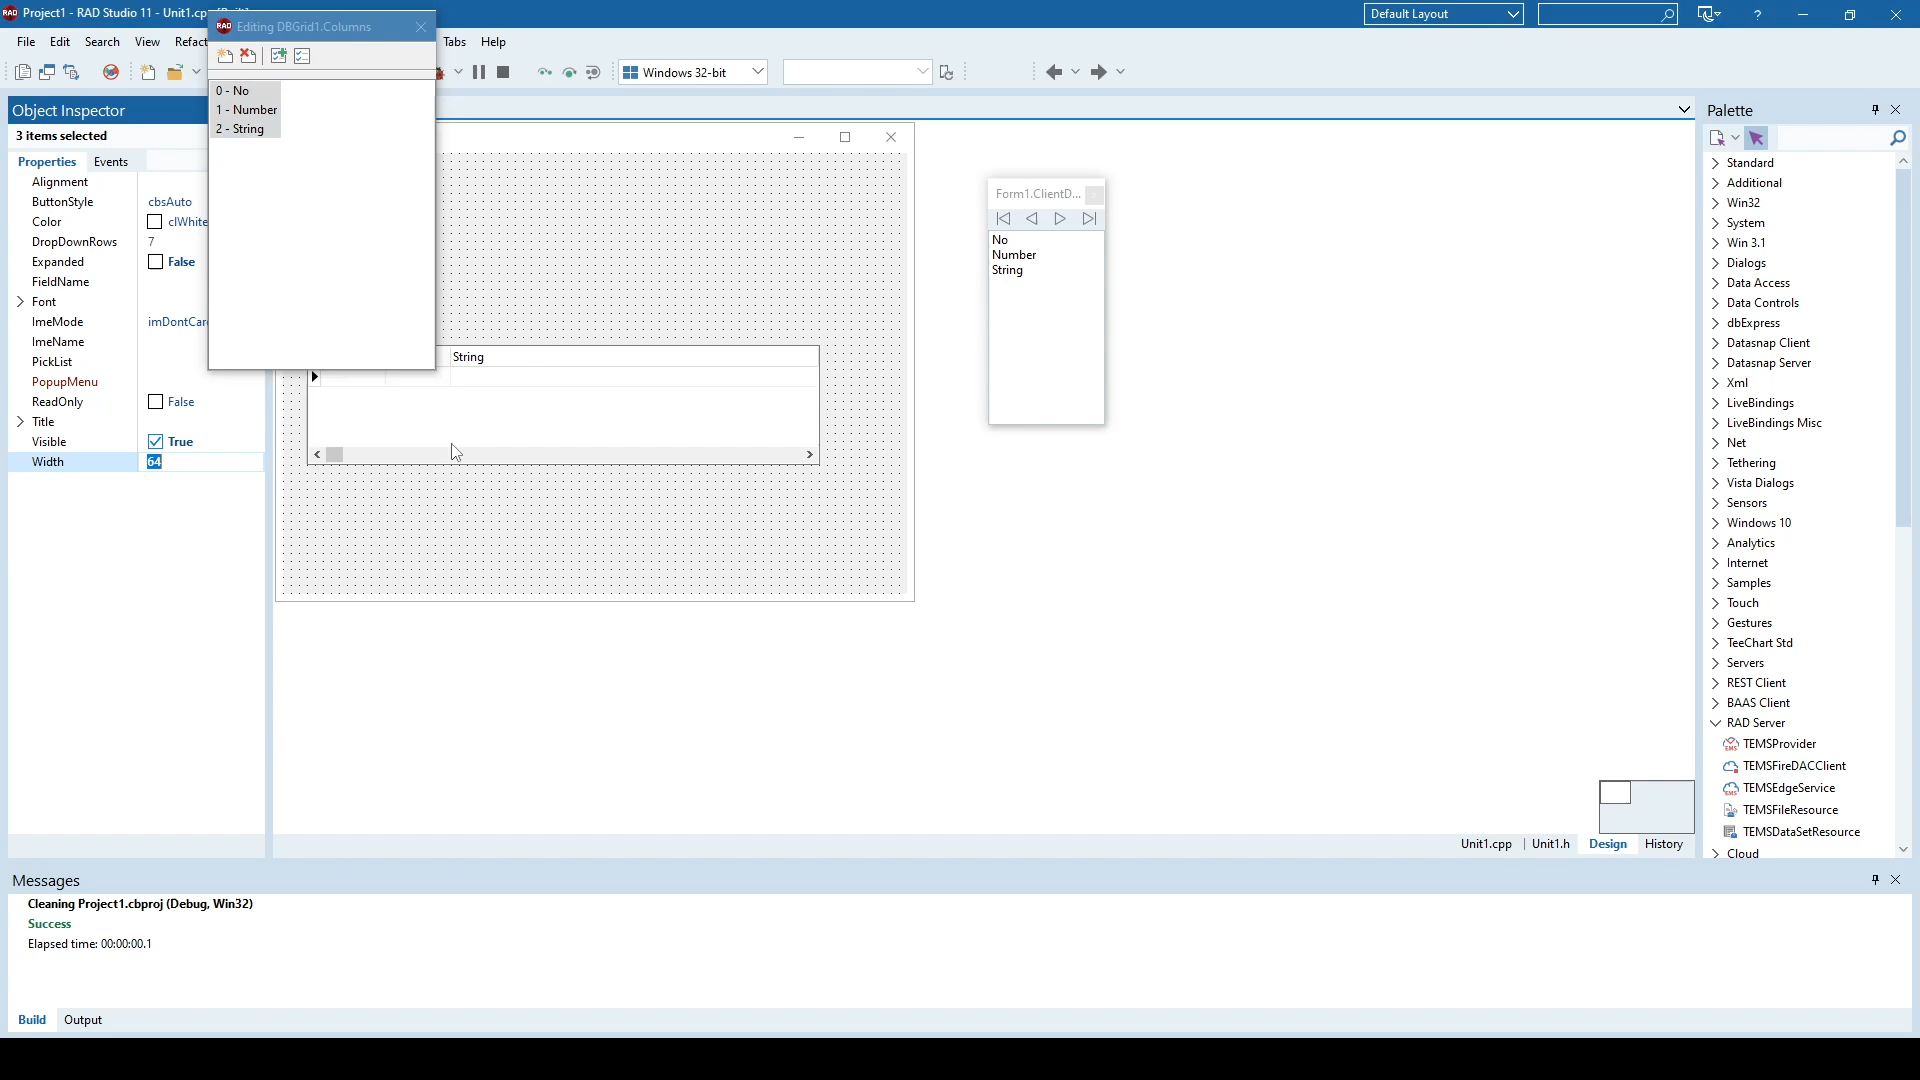 RAD Project1 - RAD Studio 11 - Unit1.cp
Default Layout
?
RAD Editing DBGrid1.Columns
File Edit Search View Refact
Tabs Help
Windows 32-bit
0 - No
1 - Number
2 - String
Object Inspector
3 items selected
Properties Events
Alignment
ButtonStyle cbsAuto
Color clWhite
DropDownRows 7
Expanded False
FieldName
Font
ImeMode imDontCar
ImeName
PickList
PopupMenu
ReadOnly False
Title
Visible True
Width 64
String
Form1.ClientD...
No
Number
String
Palette
Standard
Additional
Win32
System
Win 3.1
Dialogs
Data Access
Data Controls
dbExpress
Datasnap Client
Datasnap Server
Xml
LiveBindings
LiveBindings Misc
Net
Tethering
Vista Dialogs
Sensors
Windows 10
Analytics
Internet
Samples
Touch
Gestures
TeeChart Std
Servers
REST Client
BAAS Client
RAD Server
TEMSProvider
TEMSFireDACClient
TEMSEdgeService
TEMSFileResource
TEMSDataSetResource
Cloud
Unit1.cpp Unit1.h Design History
Messages
Cleaning Project1.cbproj (Debug, Win32)
Success
Elapsed time: 00:00:00.1
Build Output